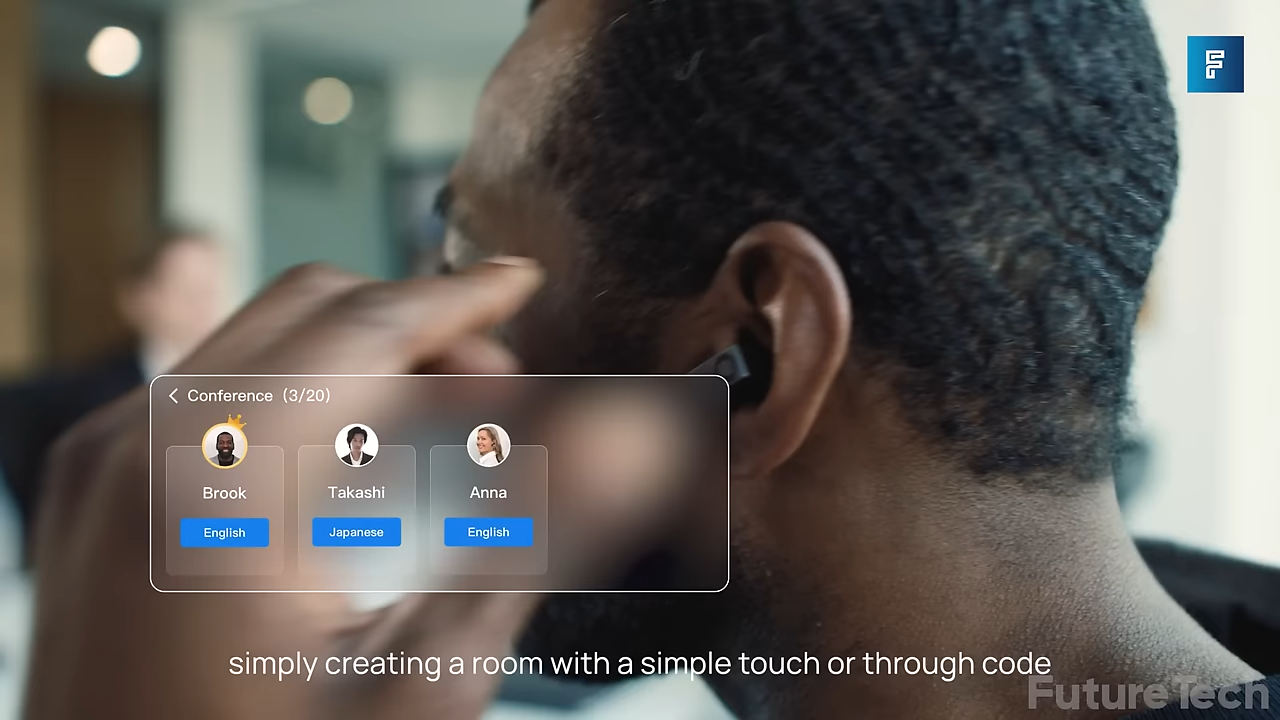 Conference (3/20)
Brook
Takashi
Anna
English
Japanese
English
simply creating a room with a simple touch or through code
FutureTech